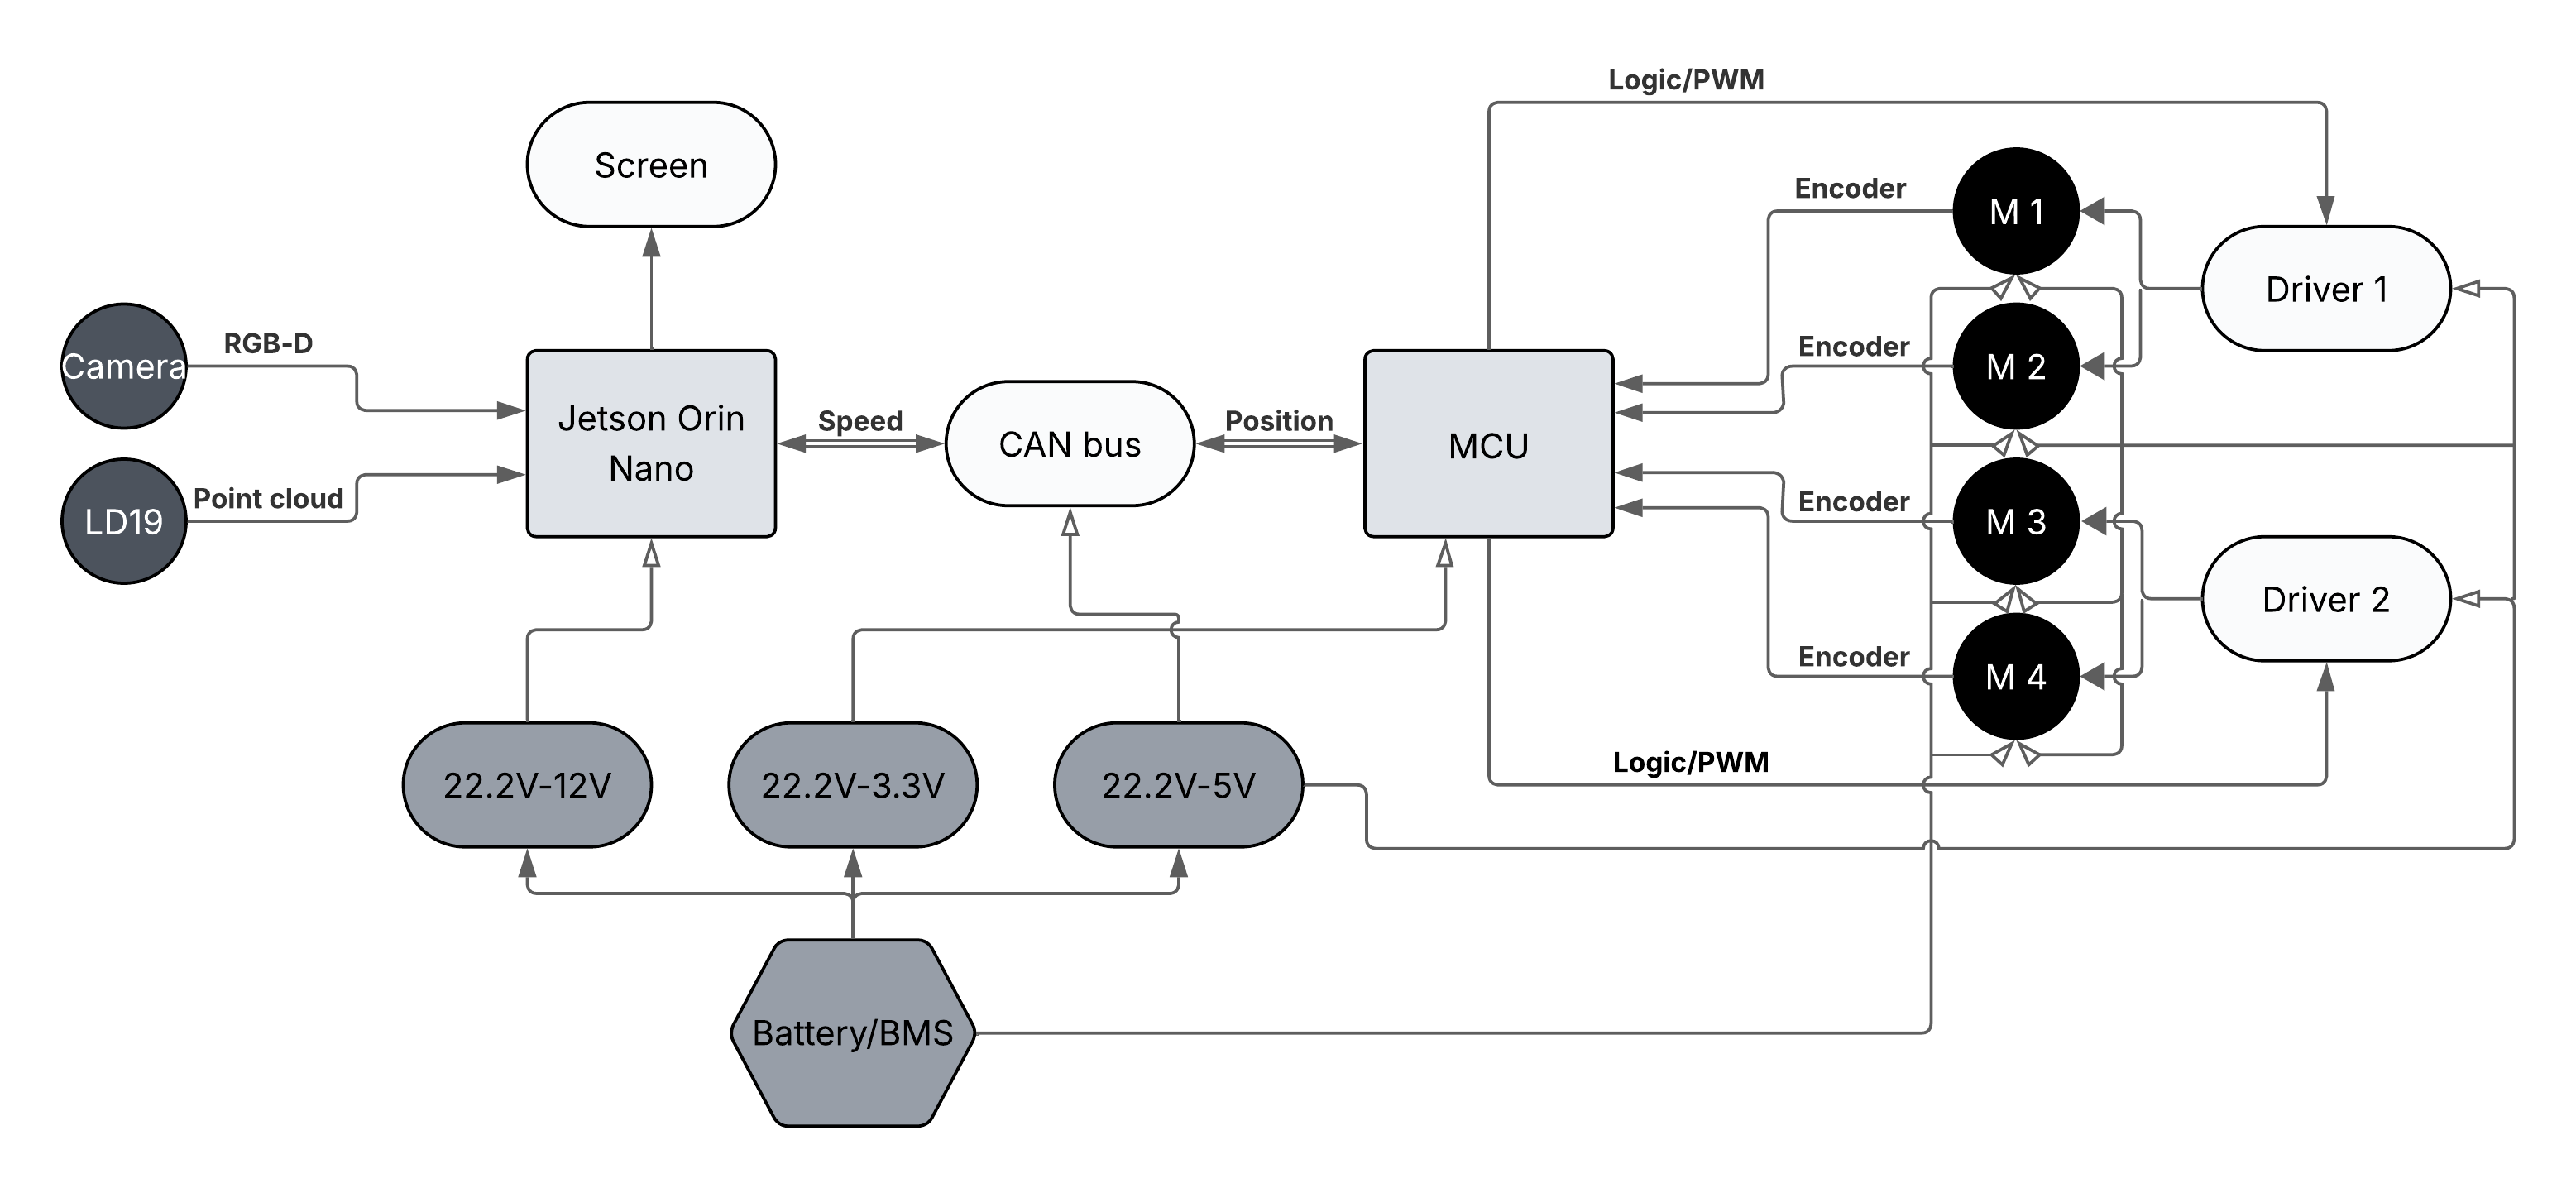 Logic/PWM
Screen
M 1
Encoder
Driver 1
Camera
RGB-D
Encoder
M 2
Jetson Orin
Nano
Speed
CAN bus
Position
MCU
LD19
Point cloud
Encoder
M 3
Driver 2
Encoder
M 4
22.2V-12V
22.2V-3.3V
22.2V-5V
Logic/PWM
Battery/BMS